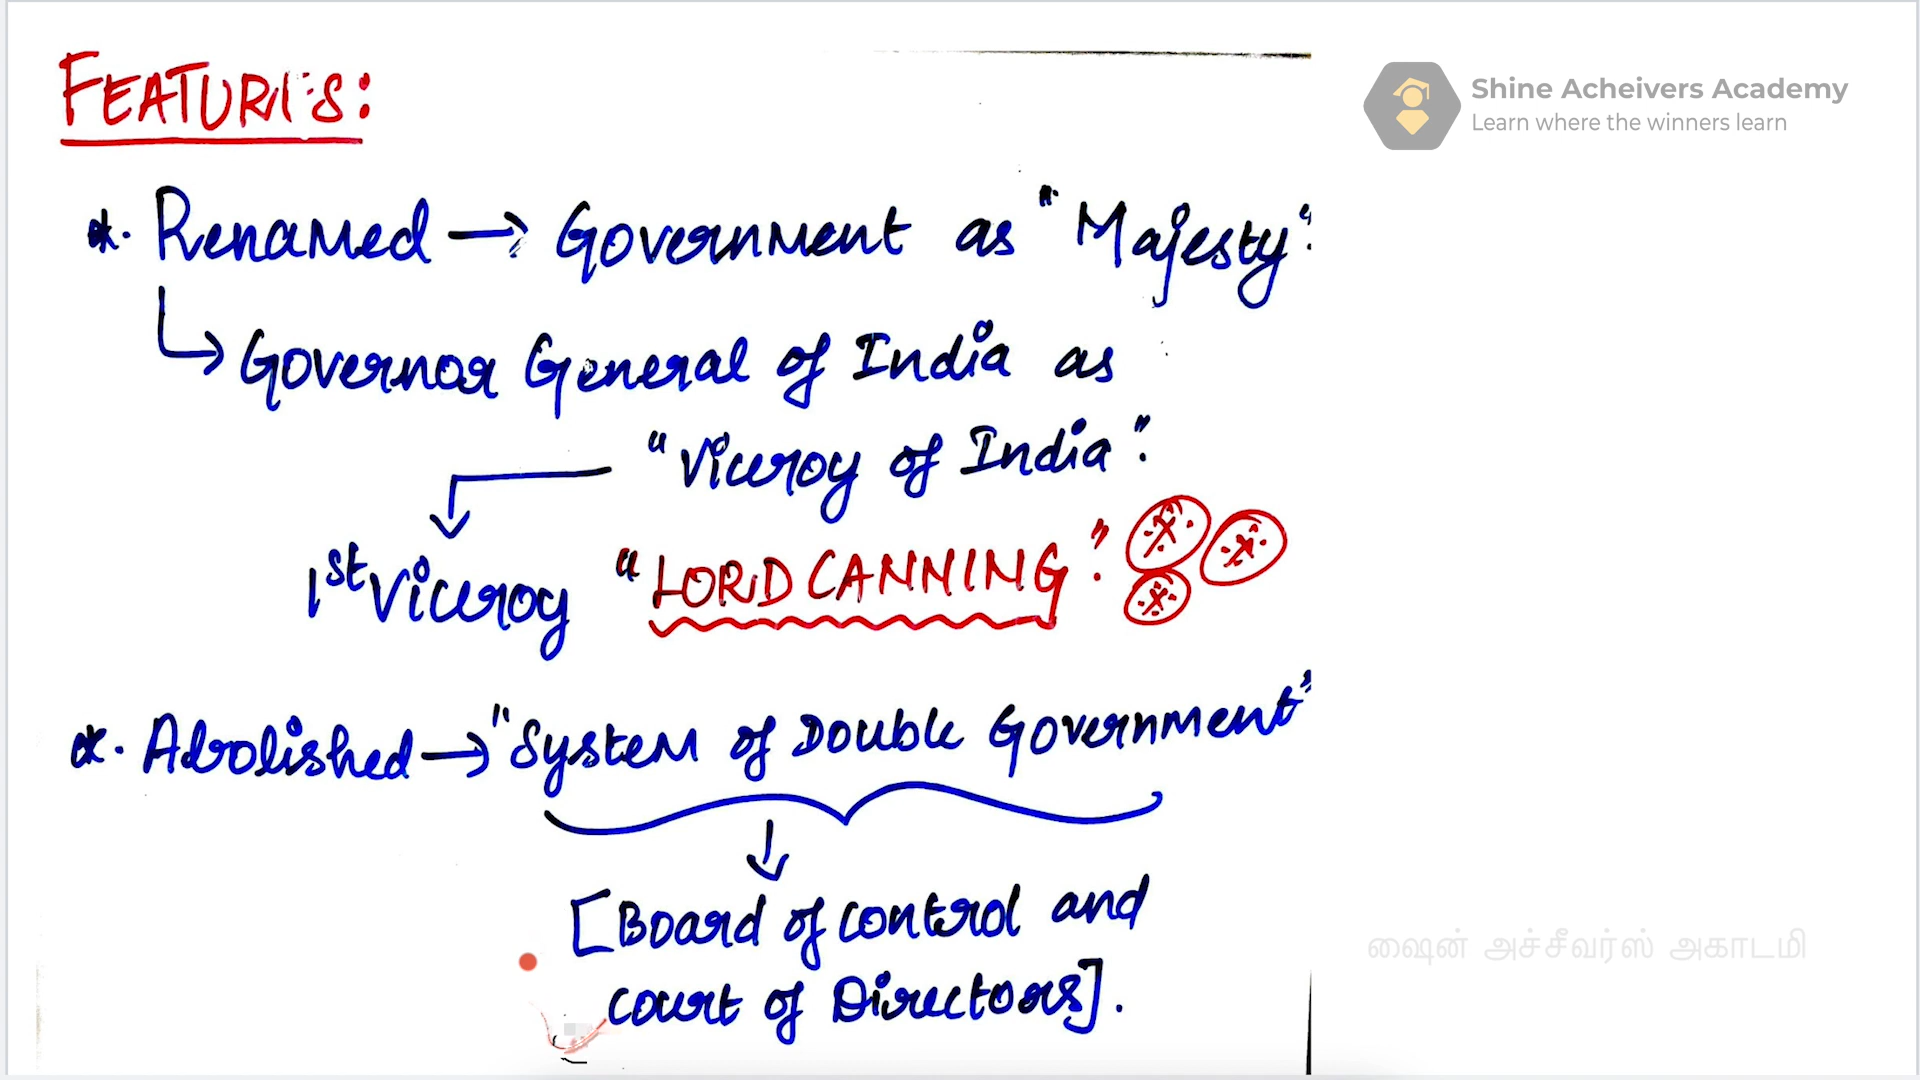 FEATURES:
Shine Acheivers Academy
Learn where the winners learn
*. Renamed → Government as "Majesty".
↳ Governor General of India as
"Viceroy of India".
1st Viceroy "LORD CANNING".
*. Abolished → "System of Double Government"
[Board of control and
court of Directors].
ஷைன் அச்சீவர்ஸ் அகாடமி